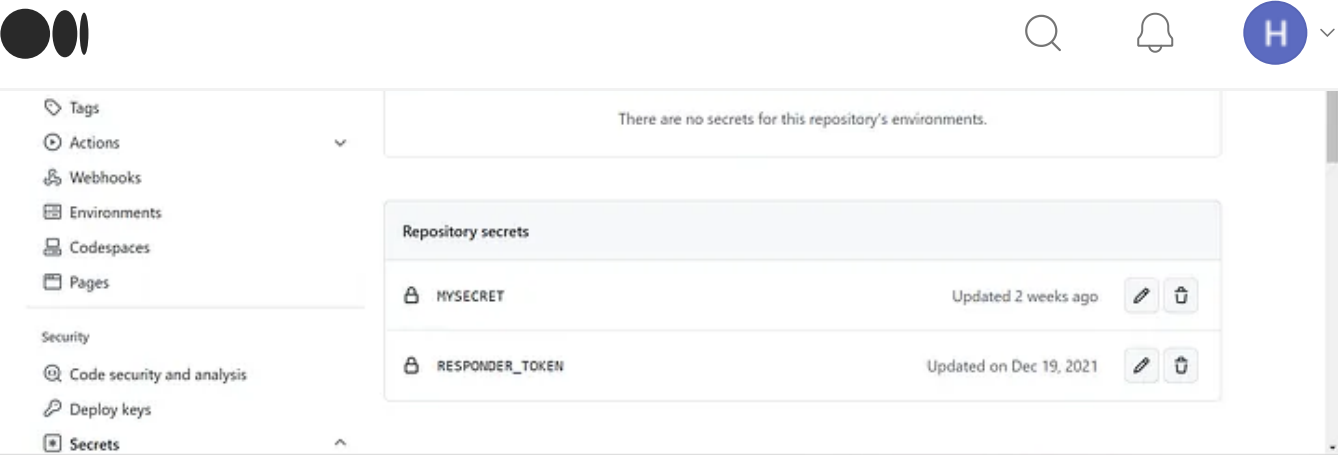 H
Tags
Actions
Webhooks
Environments
Codespaces
Pages
Security
Code security and analysis
Deploy keys
Secrets
There are no secrets for this repository's environments.
Repository secrets
MYSECRET Updated 2 weeks ago
RESPONDER_TOKEN Updated on Dec 19, 2021